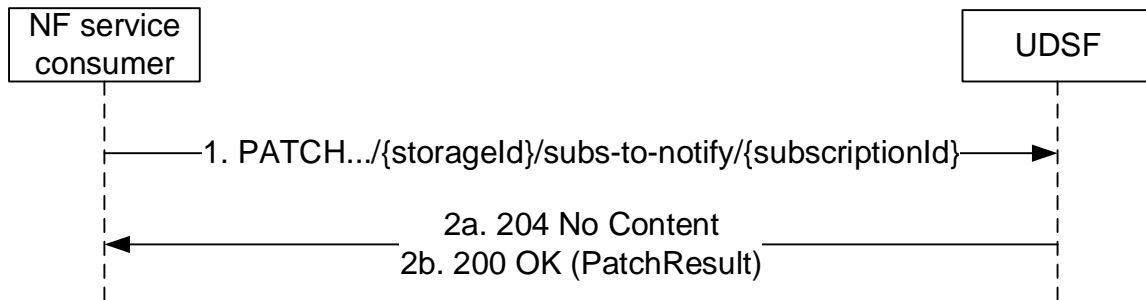 NF service
consumer
UDSF
1. PATCH.../{storageId}/subs-to-notify/{subscriptionId}
2a. 204 No Content
2b. 200 OK (PatchResult)